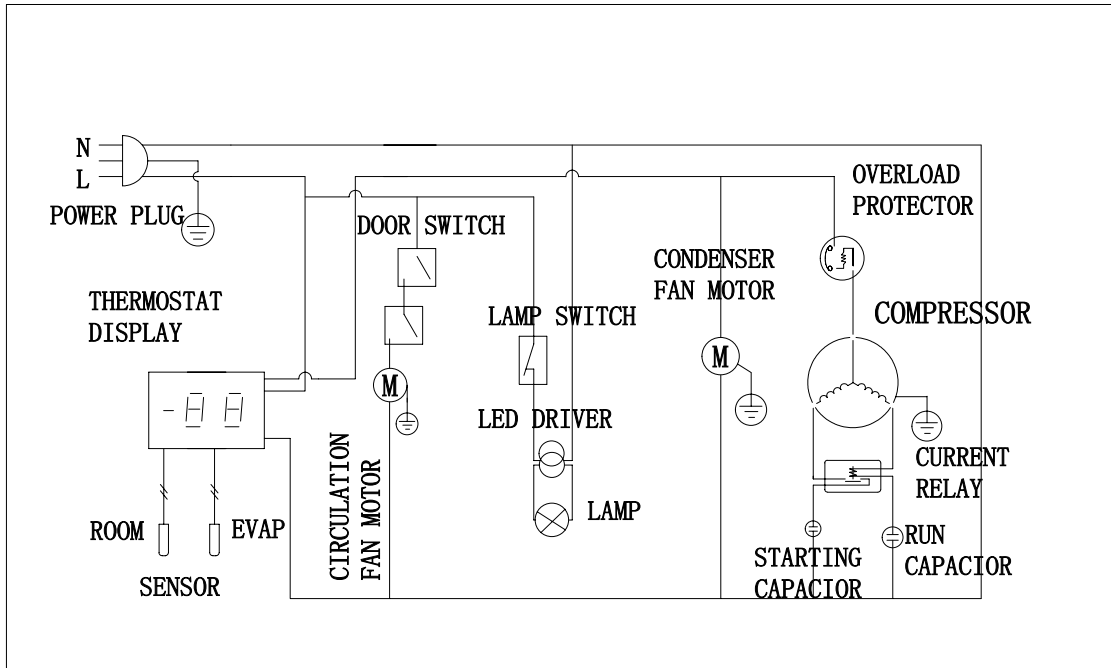 N
L
POWER PLUG
OVERLOAD
PROTECTOR
DOOR SWITCH
CONDENSER
FAN MOTOR
THERMOSTAT
DISPLAY
LAMP SWITCH
COMPRESSOR
M
M
-88
LED DRIVER
CIRCULATION
FAN MOTOR
CURRENT
RELAY
LAMP
ROOM
EVAP
SENSOR
STARTING
CAPACIOR
RUN
CAPACIOR